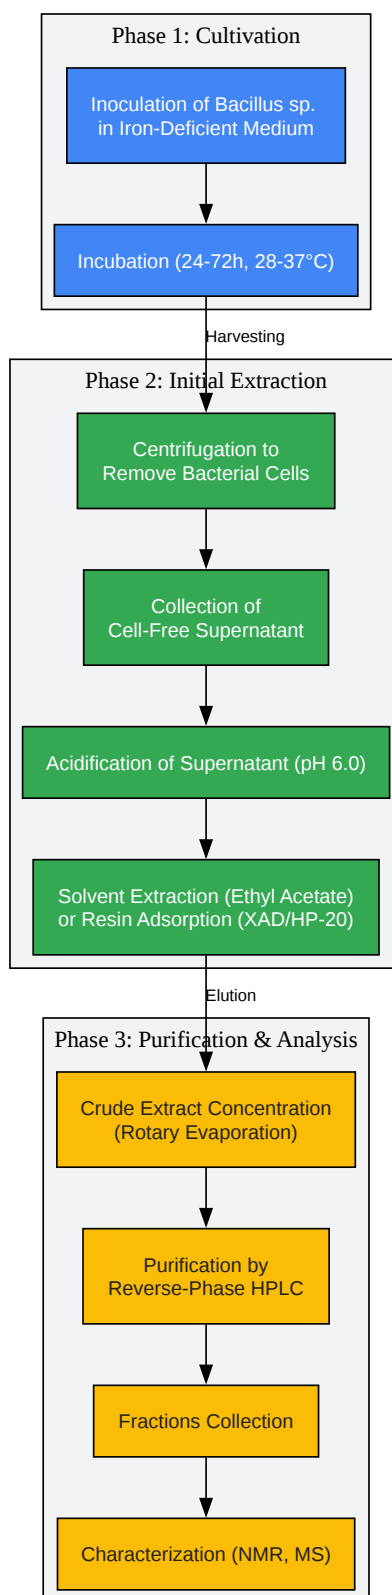 Phase 1: Cultivation
Inoculation of Bacillus sp.
in Iron-Deficient Medium
Incubation (24-72h, 28-37°C)
Harvesting
Phase 2: Initial Extraction
Centrifugation to
Remove Bacterial Cells
Collection of
Cell-Free Supernatant
Acidification of Supernatant (pH 6.0)
Solvent Extraction (Ethyl Acetate)
or Resin Adsorption (XAD/HP-20)
Elution
Phase 3: Purification & Analysis
Crude Extract Concentration
(Rotary Evaporation)
Purification by
Reverse-Phase HPLC
Fractions Collection
Characterization (NMR, MS)